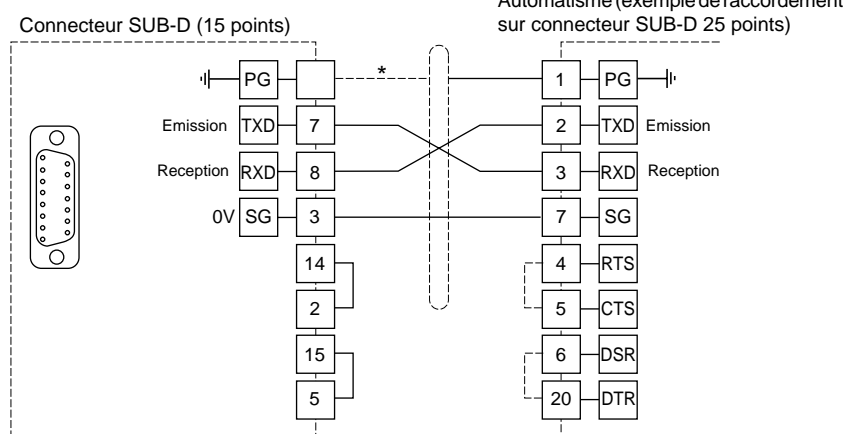 Automatisme (exemple de raccordement
Connecteur SUB-D (15 points)
sur connecteur SUB-D 25 points)
PG * 1 PG
Emission TXD 7 2 TXD Emission
Reception RXD 8 3 RXD Reception
0V SG 3 7 SG
14 4 RTS
2 5 CTS
15 6 DSR
5 20 DTR